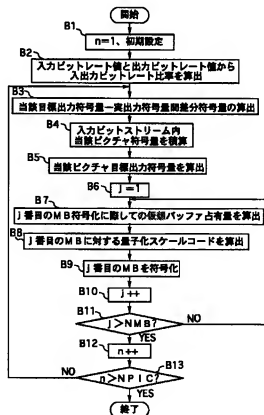 開始
B1
n=1、初期設定
B2
入力ビットレート値と出力ビットレート値から
入出力ビットレート比率を算出
B3
当該目標出力符号量ー実出力符号量間差分符号量の算出
B4
入力ビットストリーム内
当該ピクチャ符号量を積算
B5
当該ピクチャ目標出力符号量を算出
B6
j=1
B7
j番目のMB符号化に際しての仮想バッファ占有量を算出
B8
j番目のMBに対する量子化スケールコードを算出
B9
j番目のMBを符号化
B10
j++
B11
j>NMB?
NO
YES
B12
n++
B13
NO
n>NPIC?
YES
終了